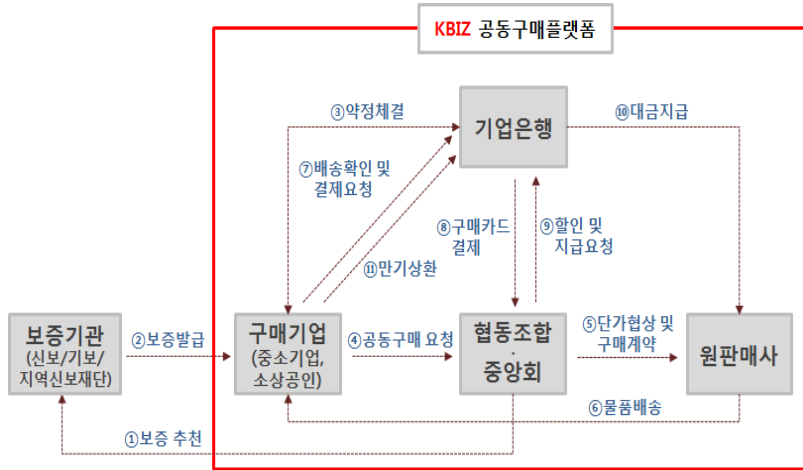 KBIZ 공동구매플랫폼
③약정체결
기업은행
⑩대금지급
⑦배송확인 및
결제요청
⑧구매카드
결제
⑨할인 및
지급요청
⑪만기상환
보증기관
(신보/기보/
지역신보재단)
②보증발급
구매기업
(중소기업,
소상공인)
④공동구매 요청
협동조합
·
중앙회
⑤단가협상 및
구매계약
원판매사
⑥물품배송
①보증 추천